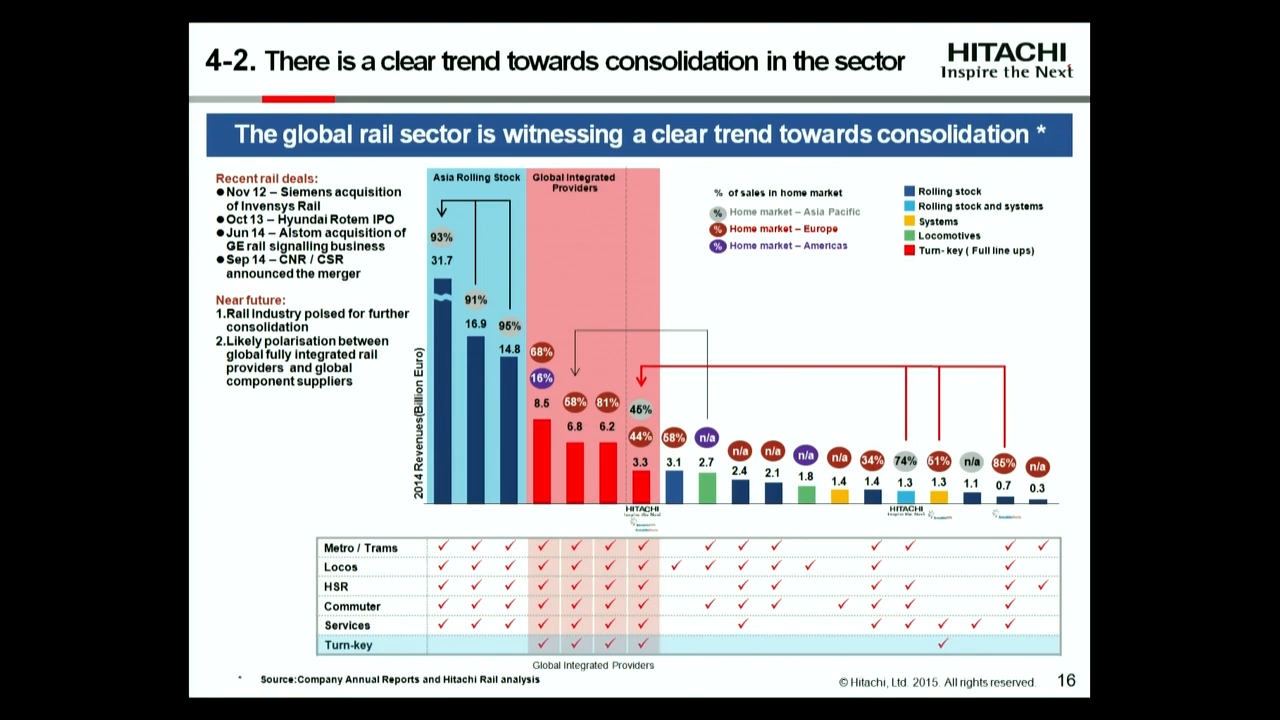 4-2. There is a clear trend towards consolidation in the sector
HITACHI
Inspire the Next
The global rail sector is witnessing a clear trend towards consolidation *
Recent rail deals:
● Nov 12 – Siemens acquisition
of Invensys Rail
● Oct 13 – Hyundai Rotem IPO
● Jun 14 – Alstom acquisition of
GE rail signalling business
● Sep 14 – CNR / CSR
announced the merger
Near future:
1.Rail Industry poised for further
consolidation
2.Likely polarisation between
global fully integrated rail
providers and global
component suppliers
2014 Revenues(Billion Euro)
Asia Rolling Stock
Global Integrated
Providers
% of sales in home market
% Home market – Asia Pacific
% Home market – Europe
% Home market – Americas
Rolling stock
Rolling stock and systems
Systems
Locomotives
Turn- key ( Full line ups)
93%
31.7
91%
16.9
95%
14.8
68%
16%
8.5
58%
6.8
81%
6.2
45%
44%
3.3
58%
3.1
n/a
2.7
n/a
2.4
n/a
2.1
n/a
1.8
n/a
1.4
34%
1.4
74%
1.3
51%
1.3
n/a
1.1
85%
0.7
n/a
0.3
HITACHI
Inspire the Next
HITACHI
Inspire the Next
Metro / Trams
Locos
HSR
Commuter
Services
Turn-key
Global Integrated Providers
* Source:Company Annual Reports and Hitachi Rail analysis
© Hitachi, Ltd. 2015. All rights reserved.
16